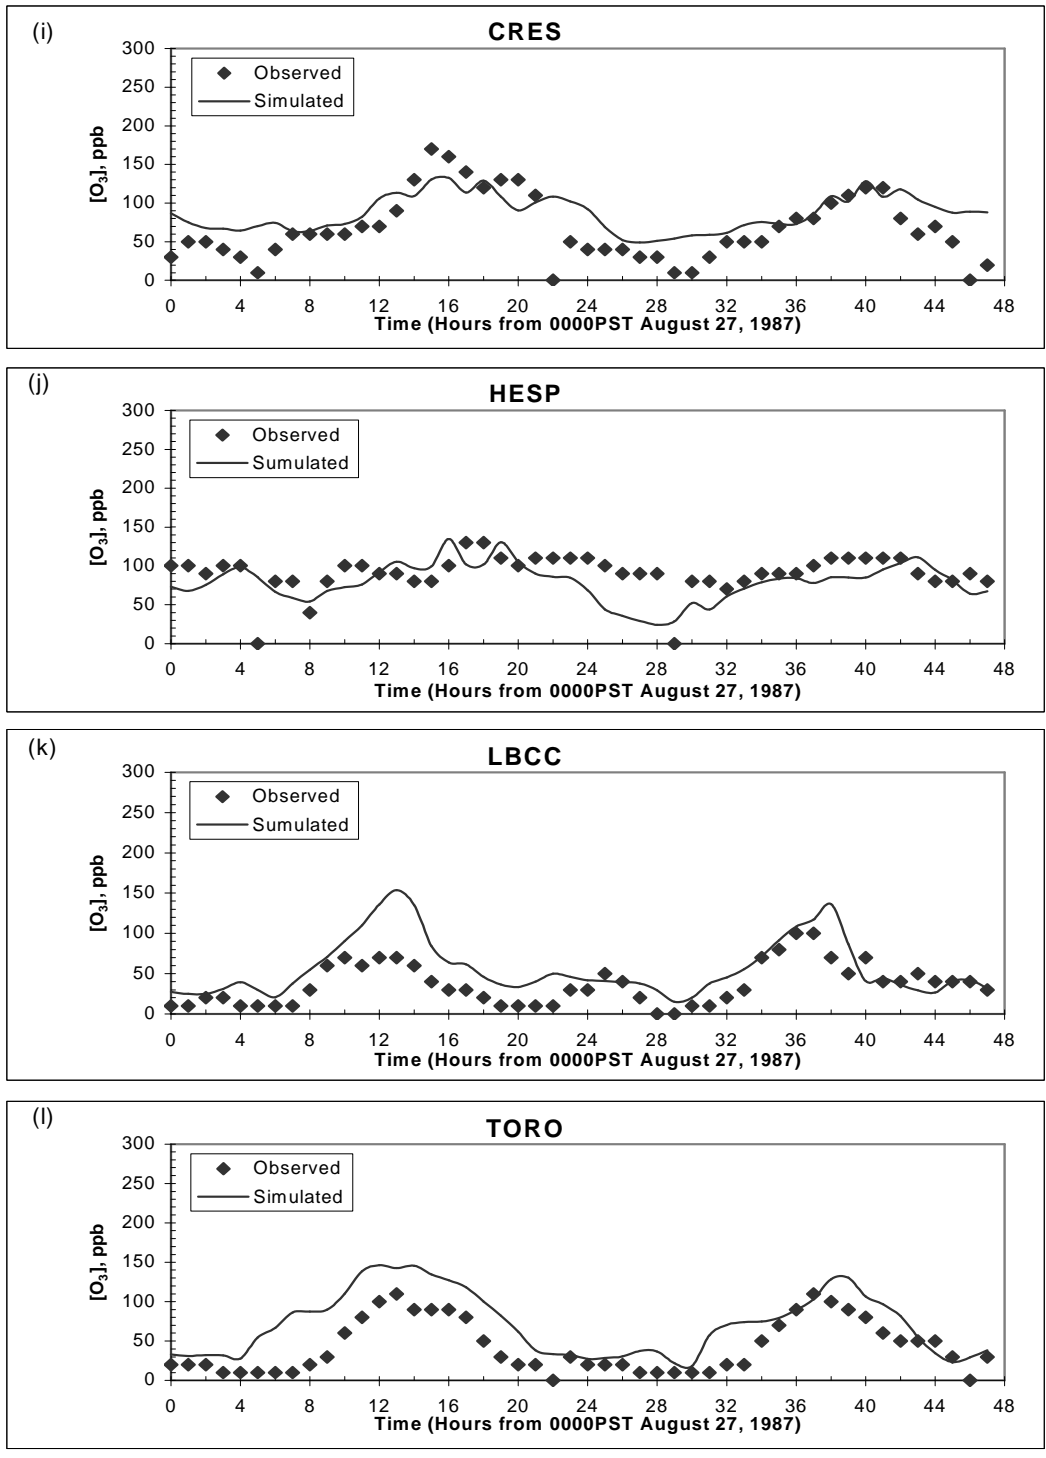 (i)
CRES
Observed
Simulated
300
250
200
150
100
50
0
[O₃], ppb
0 4 8 12 16 20 24 28 32 36 40 44 48
Time (Hours from 0000PST August 27, 1987)
(j)
HESP
Observed
Sumulated
300
250
200
150
100
50
0
[O₃], ppb
0 4 8 12 16 20 24 28 32 36 40 44 48
Time (Hours from 0000PST August 27, 1987)
(k)
LBCC
Observed
Sumulated
300
250
200
150
100
50
0
[O₃], ppb
0 4 8 12 16 20 24 28 32 36 40 44 48
Time (Hours from 0000PST August 27, 1987)
(l)
TORO
Observed
Simulated
300
250
200
150
100
50
0
[O₃], ppb
0 4 8 12 16 20 24 28 32 36 40 44 48
Time (Hours from 0000PST August 27, 1987)